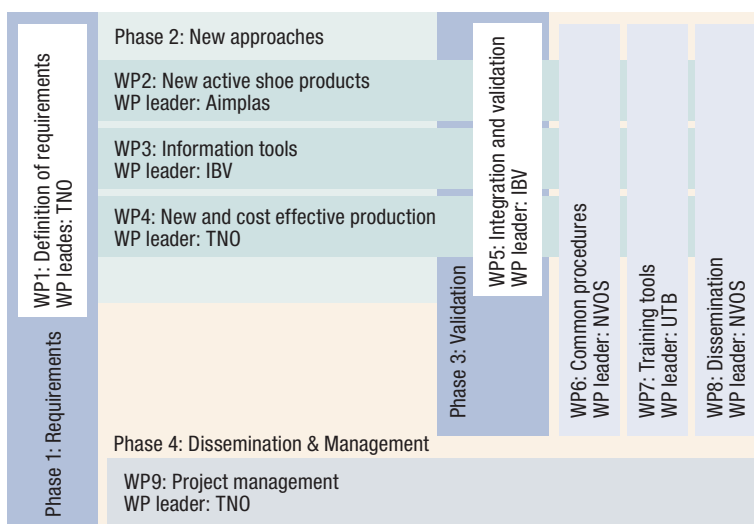 WP1: Definition of requirements
WP leades: TNO
Phase 1: Requirements
Phase 2: New approaches
WP2: New active shoe products
WP leader: Aimplas
WP3: Information tools
WP leader: IBV
WP4: New and cost effective production
WP leader: TNO
WP5: Integration and validation
WP leader: IBV
Phase 3: Validation
WP6: Common procedures
WP leader: NVOS
WP7: Training tools
WP leader: UTB
WP8: Dissemination
WP leader: NVOS
Phase 4: Dissemination & Management
WP9: Project management
WP leader: TNO